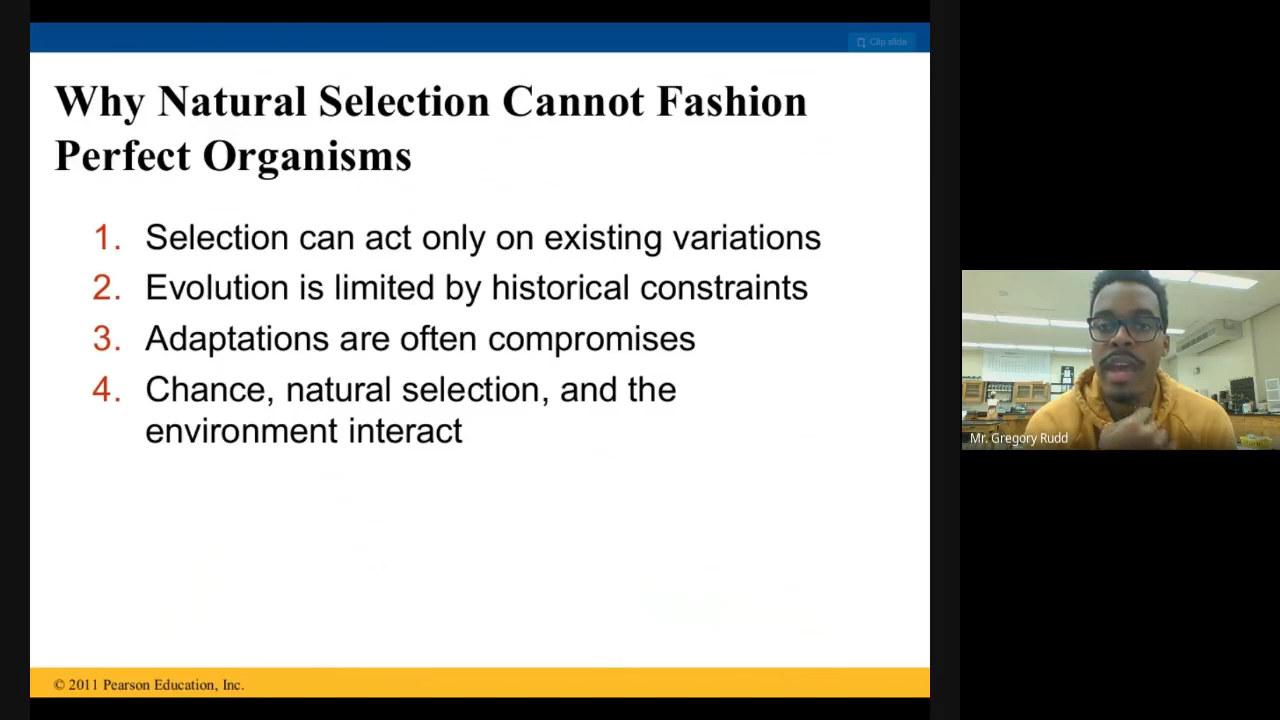 Clip slide
Why Natural Selection Cannot Fashion
Perfect Organisms
1. Selection can act only on existing variations
2. Evolution is limited by historical constraints
3. Adaptations are often compromises
4. Chance, natural selection, and the
environment interact
Mr. Gregory Rudd
© 2011 Pearson Education, Inc.